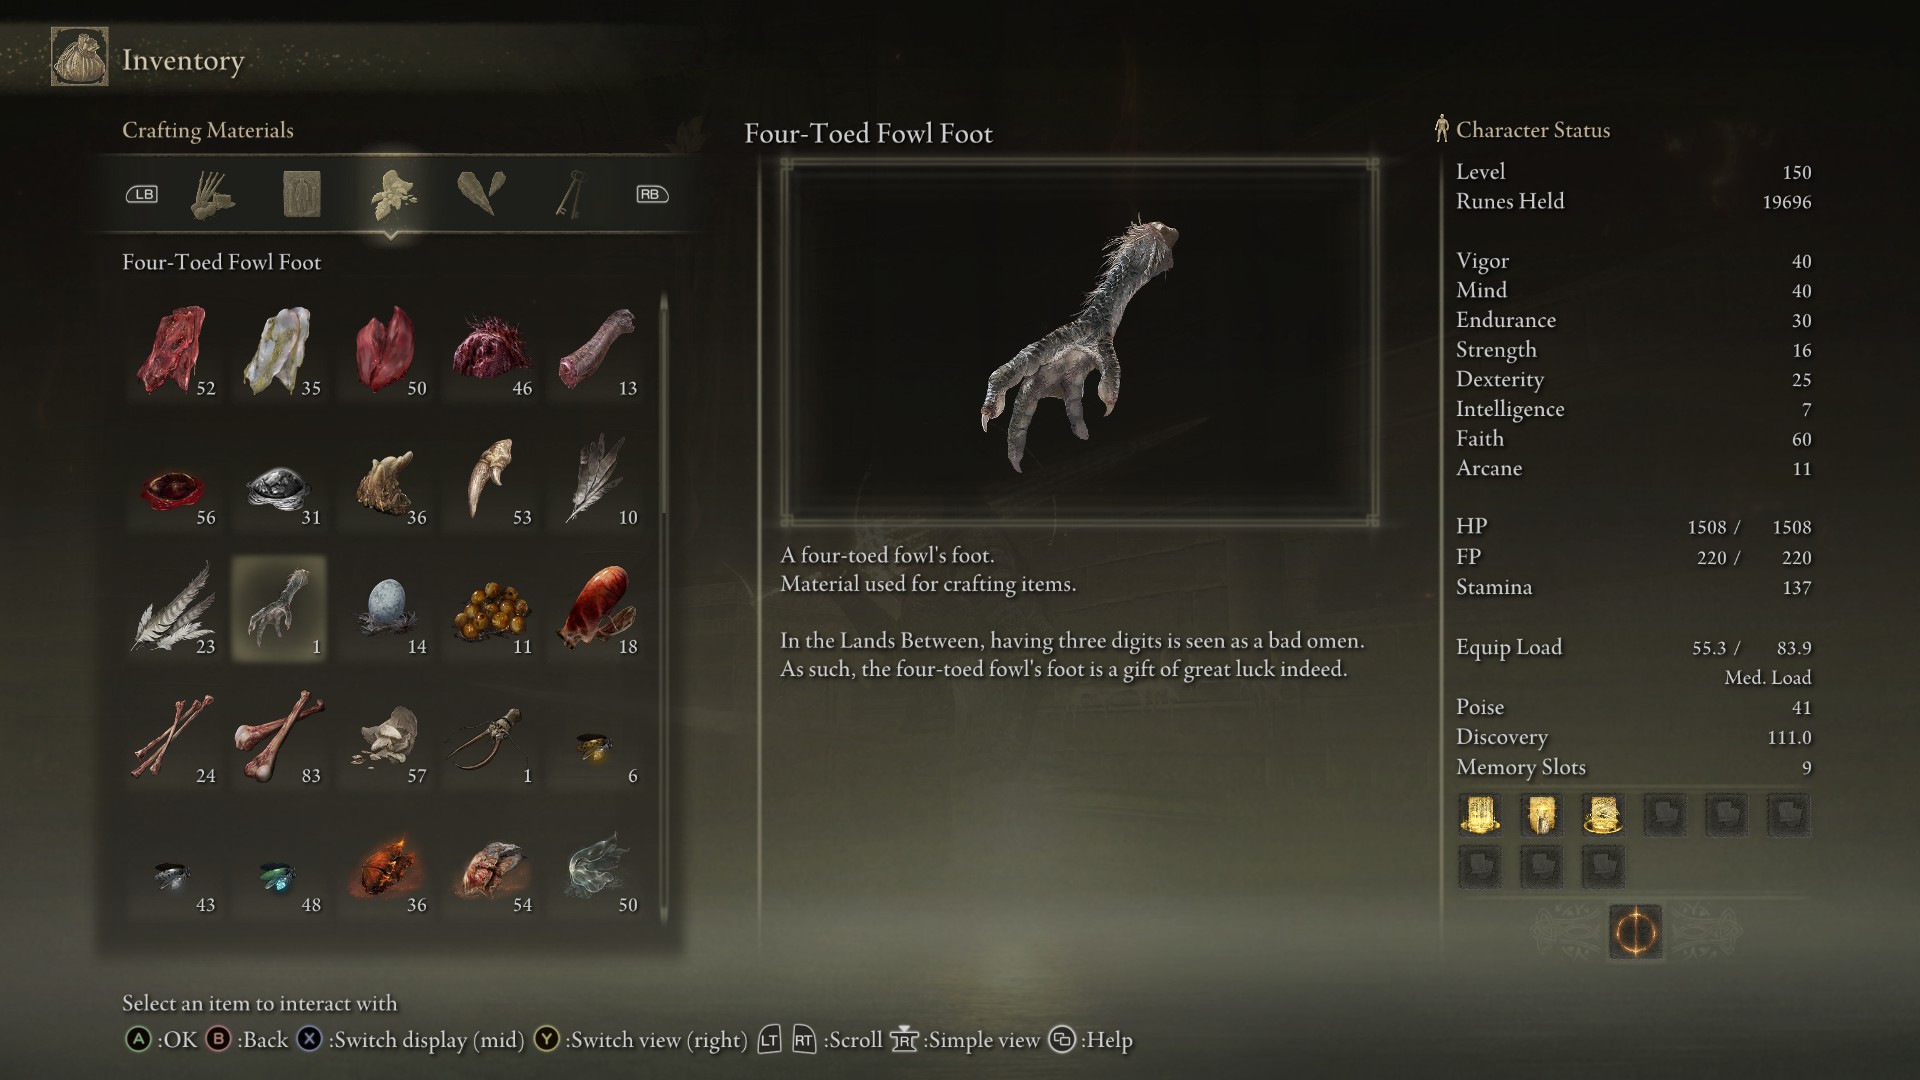 Inventory
Crafting Materials
LB
RB
Four-Toed Fowl Foot
52 35 50 46 13
56 31 36 53 10
23 1 14 11 18
24 83 57 1 6
43 48 36 54 50
Four-Toed Fowl Foot
A four-toed fowl's foot.
Material used for crafting items.
In the Lands Between, having three digits is seen as a bad omen.
As such, the four-toed fowl's foot is a gift of great luck indeed.
Character Status
Level 150
Runes Held 19696
Vigor 40
Mind 40
Endurance 30
Strength 16
Dexterity 25
Intelligence 7
Faith 60
Arcane 11
HP 1508 / 1508
FP 220 / 220
Stamina 137
Equip Load 55.3 / 83.9
Med. Load
Poise 41
Discovery 111.0
Memory Slots 9
Select an item to interact with
A :OK B :Back X :Switch display (mid) Y :Switch view (right) LT RT :Scroll R :Simple view :Help